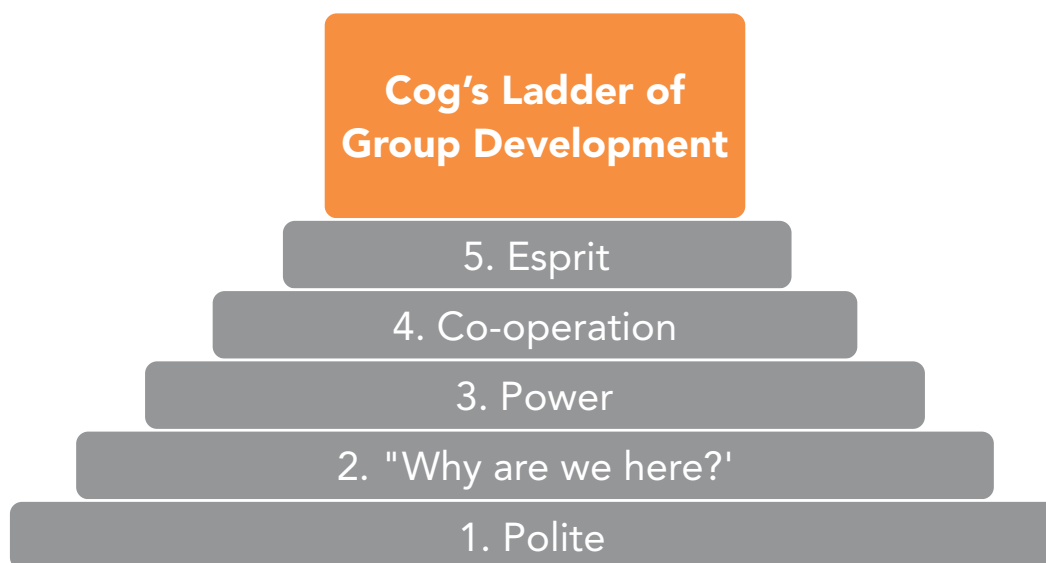 Cog’s Ladder of
Group Development
5. Esprit
4. Co-operation
3. Power
2. "Why are we here?'
1. Polite